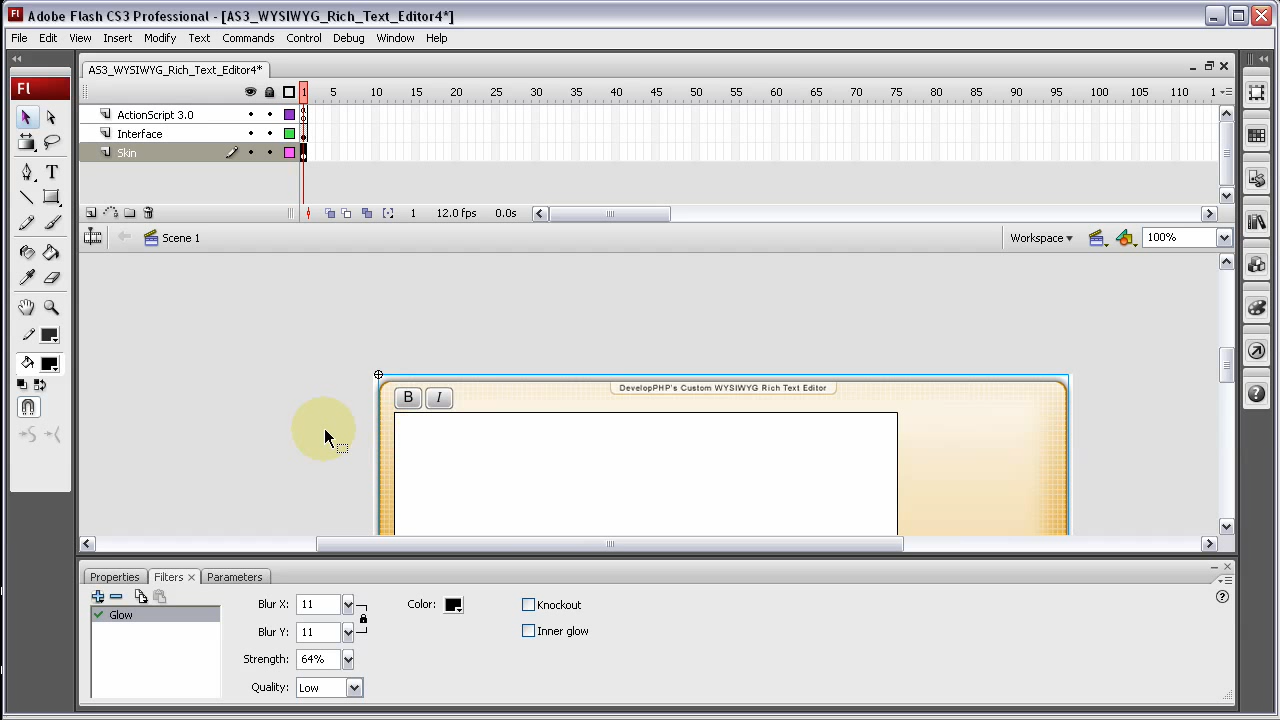 Adobe Flash CS3 Professional - [AS3_WYSIWYG_Rich_Text_Editor4*]
File Edit View Insert Modify Text Commands Control Debug Window Help
AS3_WYSIWYG_Rich_Text_Editor4*
Fl
1 5 10 15 20 25 30 35 40 45 50 55 60 65 70 75 80 85 90 95 100 105 110 1
ActionScript 3.0
Interface
Skin
1 12.0 fps 0.0s
Scene 1 Workspace 100%
DevelopPHP's Custom WYSIWYG Rich Text Editor
B I
Properties Filters Parameters
Glow
Blur X: 11
Blur Y: 11
Strength: 64%
Quality: Low
Color:
Knockout
Inner glow